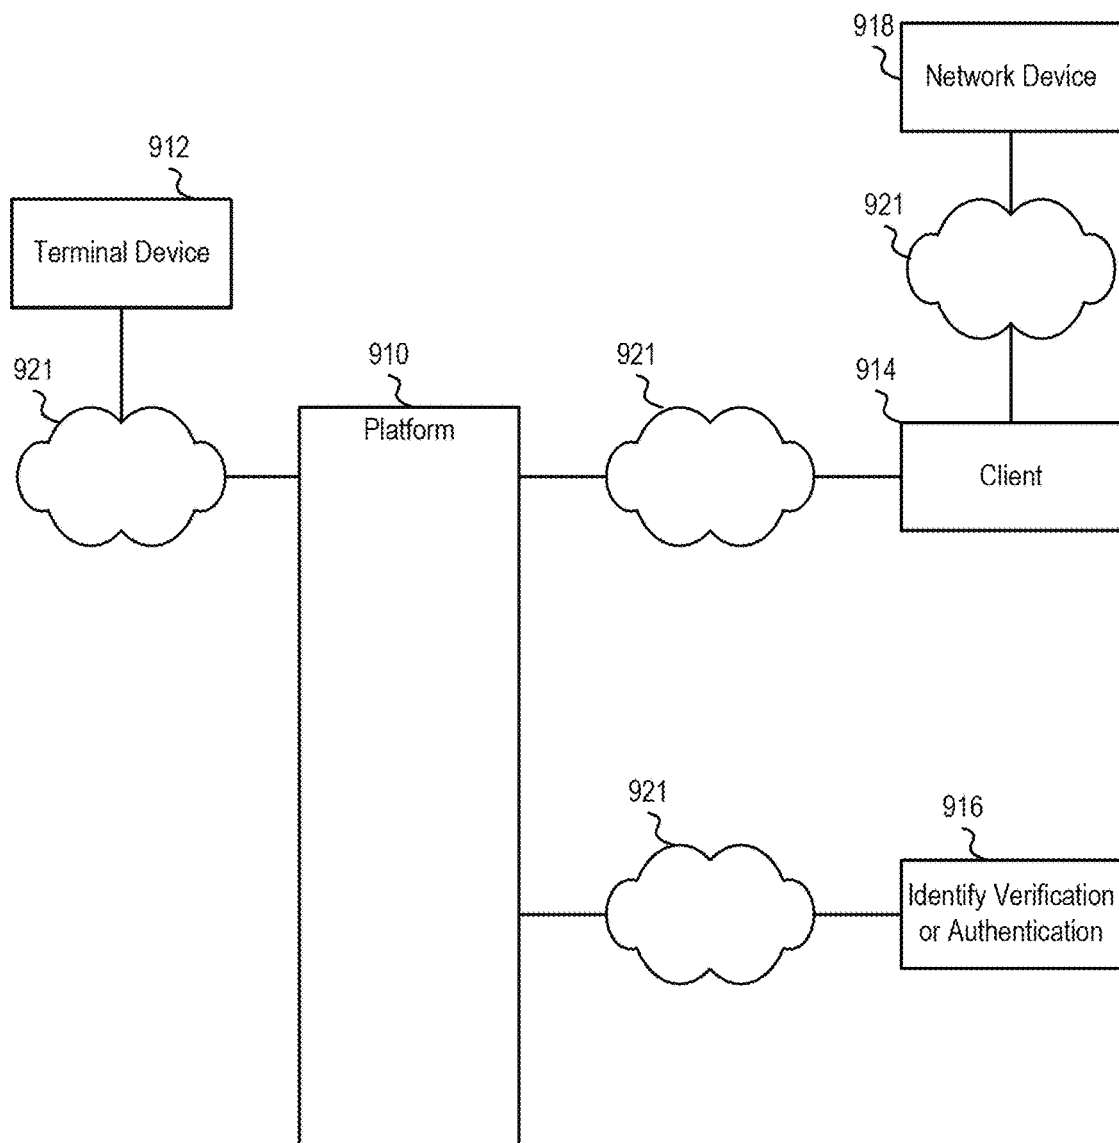 918
Network Device
912
Terminal Device
921
921
910
Platform
921
914
Client
921
916
Identify Verification
or Authentication